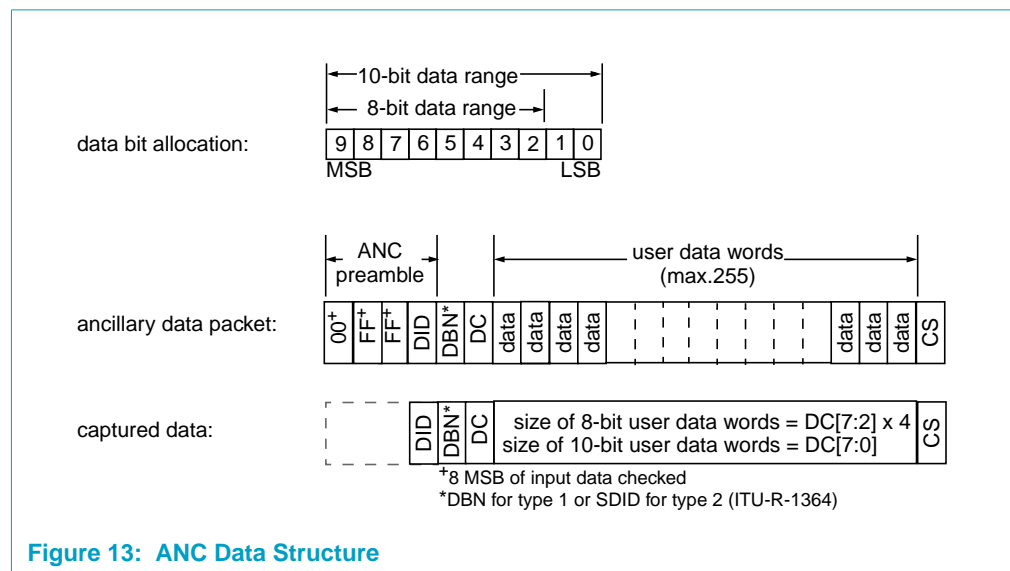 10-bit data range
8-bit data range
data bit allocation:
9 8 7 6 5 4 3 2 1 0
MSB LSB
ANC
preamble
user data words
(max.255)
ancillary data packet:
00+ FF+ FF+ DID DBN* DC data data data data data data data CS
captured data:
DID DBN* DC
size of 8-bit user data words = DC[7:2] x 4
size of 10-bit user data words = DC[7:0]
CS
+8 MSB of input data checked
*DBN for type 1 or SDID for type 2 (ITU-R-1364)
Figure 13: ANC Data Structure